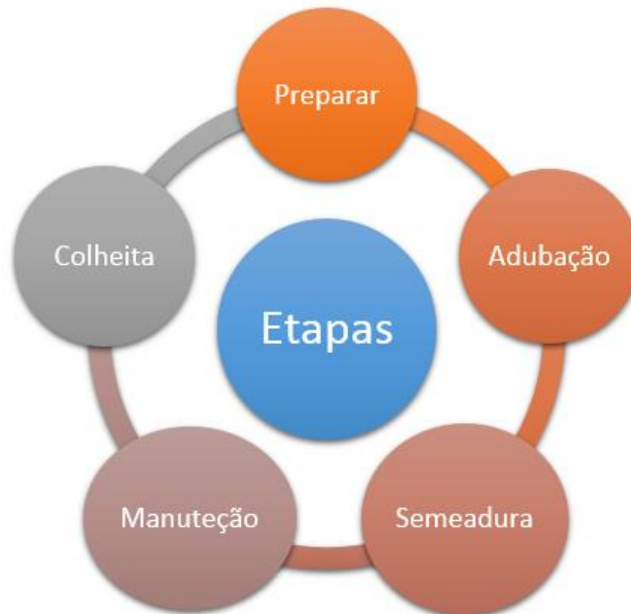 Preparar
Adubação
Semeadura
Manuteção
Colheita
Etapas